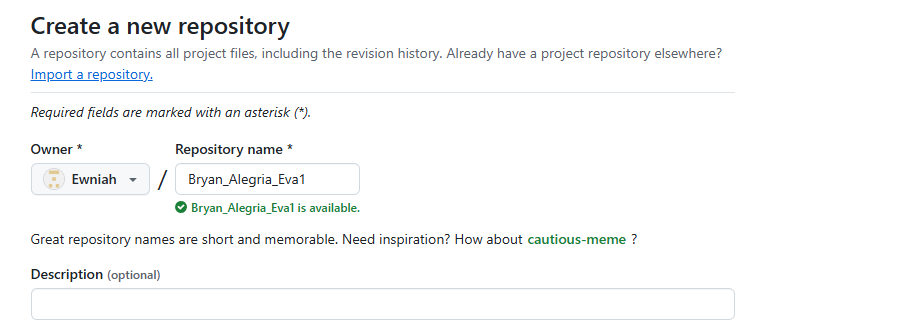 Create a new repository
A repository contains all project files, including the revision history. Already have a project repository elsewhere?
Import a repository.
Required fields are marked with an asterisk (*).
Owner * Repository name *
Ewniah / Bryan_Alegria_Eva1
Bryan_Alegria_Eva1 is available.
Great repository names are short and memorable. Need inspiration? How about cautious-meme ?
Description (optional)